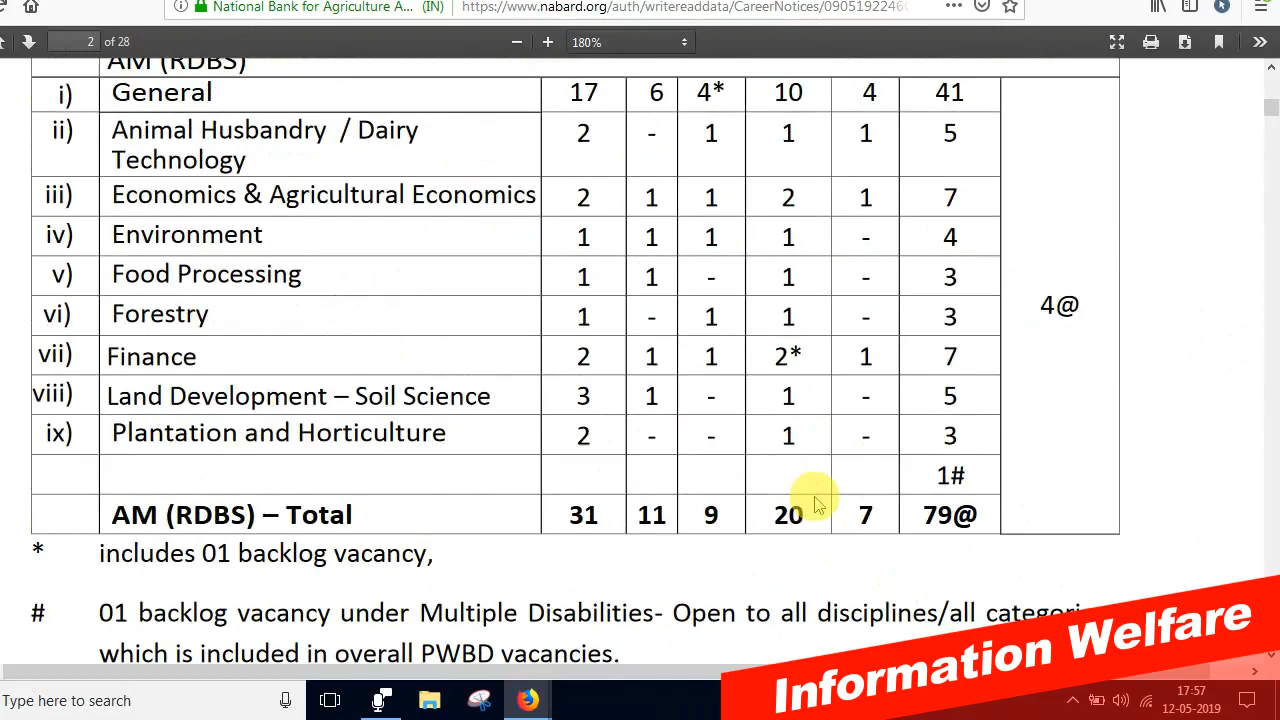 National Bank for Agriculture A... (IN) https://www.nabard.org/auth/writereaddata/CareerNotices/090519224
2 of 28 180%
AM (RDBS)
i) General 17 6 4* 10 4 41
ii) Animal Husbandry / Dairy Technology 2 - 1 1 1 5
iii) Economics & Agricultural Economics 2 1 1 2 1 7
iv) Environment 1 1 1 1 - 4
v) Food Processing 1 1 - 1 - 3
vi) Forestry 1 - 1 1 - 3
4@
vii) Finance 2 1 1 2* 1 7
viii) Land Development – Soil Science 3 1 - 1 - 5
ix) Plantation and Horticulture 2 - - 1 - 3
1#
AM (RDBS) – Total 31 11 9 20 7 79@
* includes 01 backlog vacancy,
# 01 backlog vacancy under Multiple Disabilities- Open to all disciplines/all
which is included in overall PWBD vacancies.
Information Welfare
Type here to search
17:57
12-05-2019